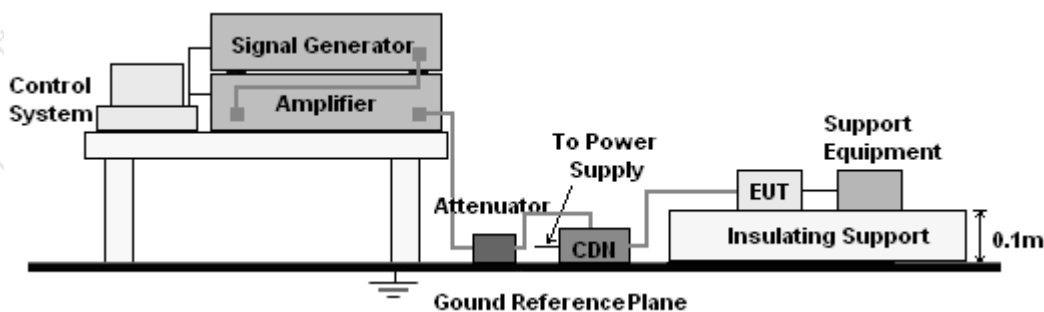 Signal Generator
Amplifier
Control
System
To Power
Supply
Support
Equipment
Attenuator
EUT
CDN
Insulating Support
0.1m
Gound Reference Plane